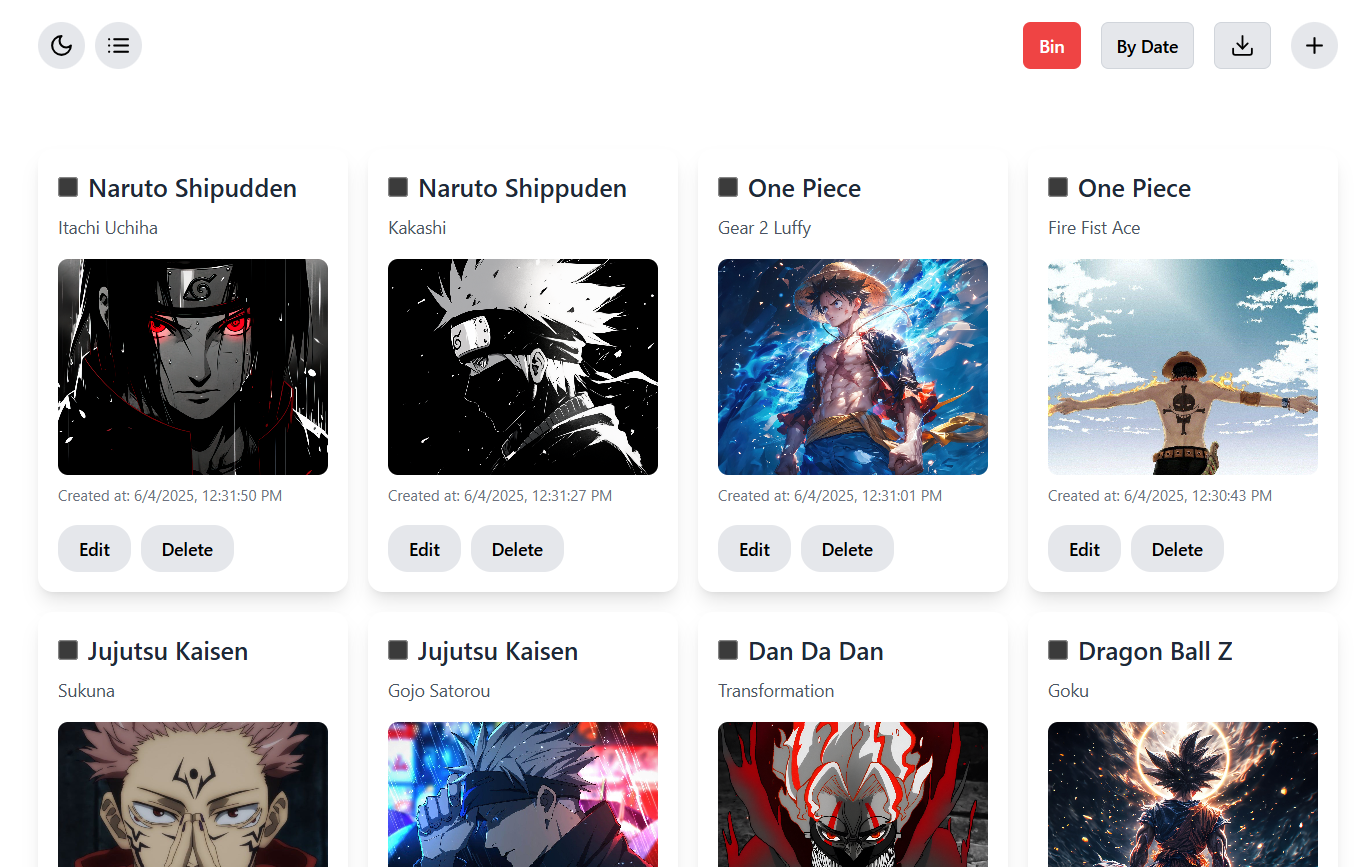 Bin
By Date
Naruto Shipudden
Itachi Uchiha
Created at: 6/4/2025, 12:31:50 PM
Edit
Delete
Naruto Shippuden
Kakashi
Created at: 6/4/2025, 12:31:27 PM
Edit
Delete
One Piece
Gear 2 Luffy
Created at: 6/4/2025, 12:31:01 PM
Edit
Delete
One Piece
Fire Fist Ace
Created at: 6/4/2025, 12:30:43 PM
Edit
Delete
Jujutsu Kaisen
Sukuna
Jujutsu Kaisen
Gojo Satorou
Dan Da Dan
Transformation
Dragon Ball Z
Goku